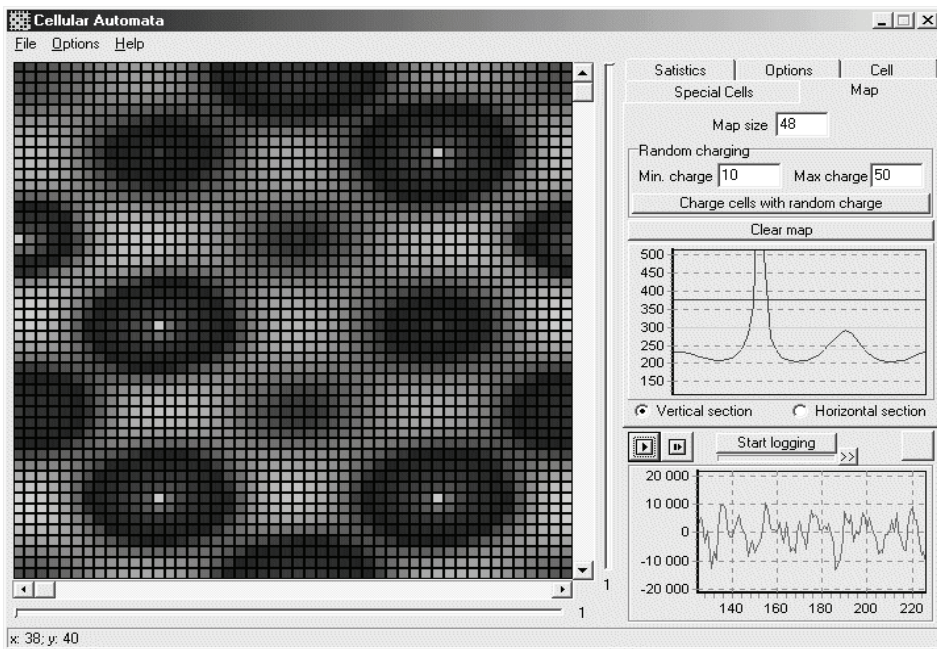 Cellular Automata
File Options Help
Satistics Options Cell
Special Cells Map
Map size 48
Random charging
Min. charge 10 Max charge 50
Charge cells with random charge
Clear map
500
450
400
350
300
250
200
150
Vertical section Horizontal section
Start logging
>>
20 000
10 000
0
-10 000
-20 000
140 160 180 200 220
1
1
x: 38; y: 40